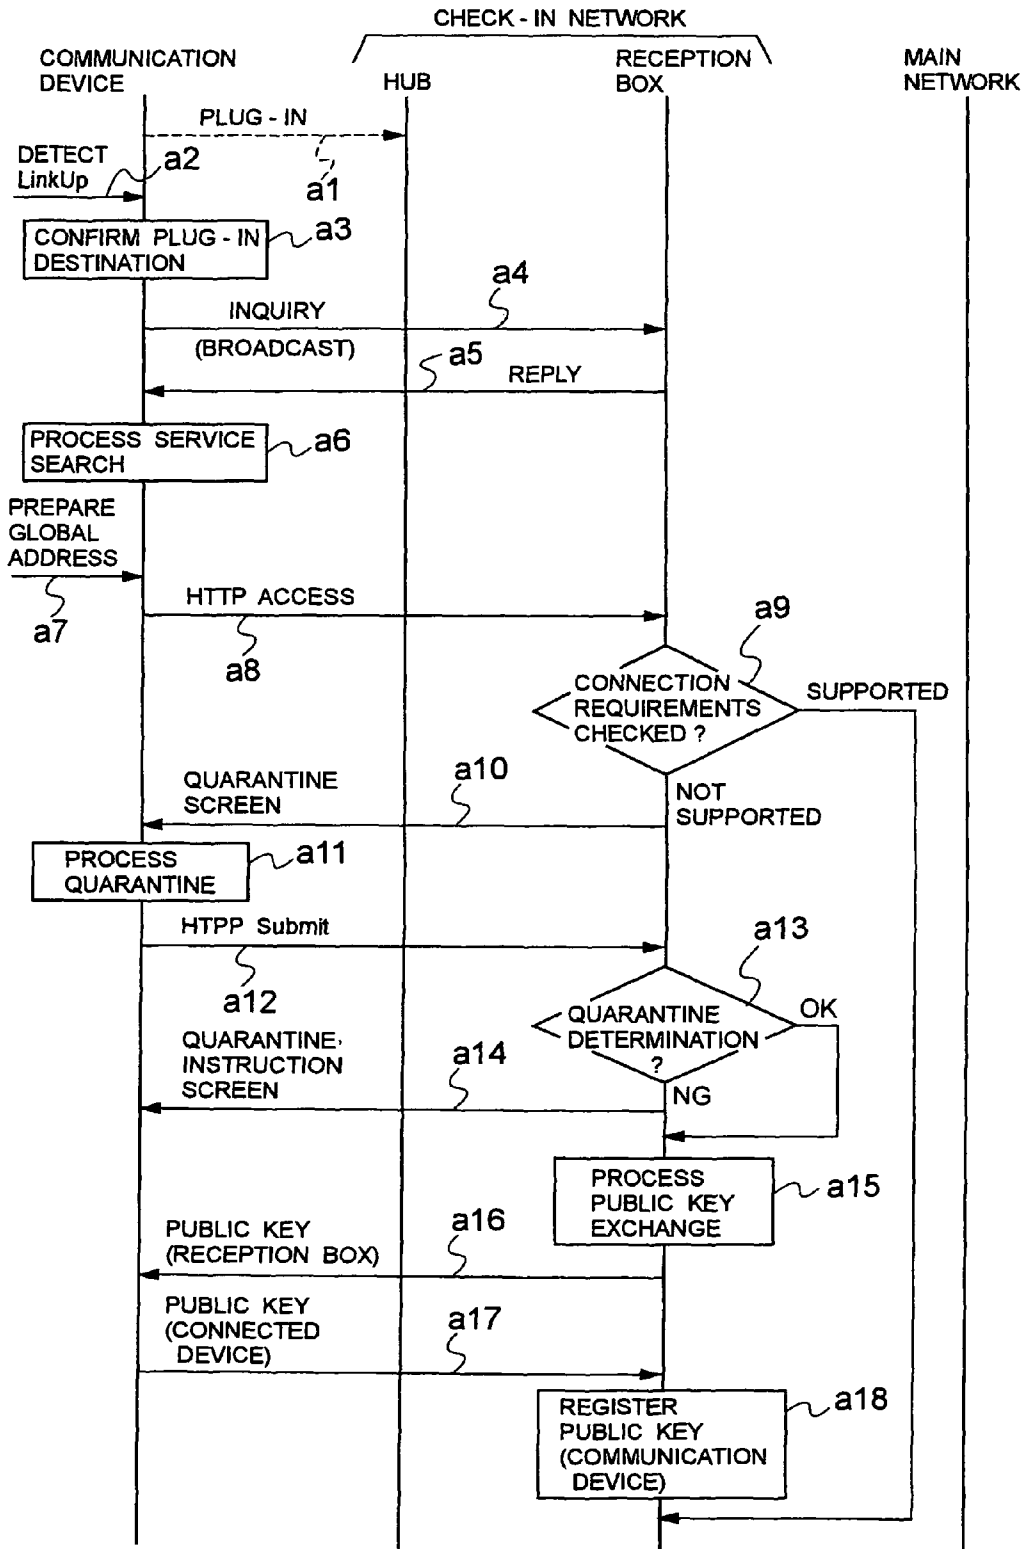 CHECK - IN NETWORK
COMMUNICATION
DEVICE
HUB
RECEPTION
BOX
MAIN
NETWORK
PLUG - IN
a1
DETECT
LinkUp
a2
CONFIRM PLUG - IN
DESTINATION
a3
a4
INQUIRY
(BROADCAST)
a5
REPLY
PROCESS SERVICE
SEARCH
a6
PREPARE
GLOBAL
ADDRESS
a7
HTTP ACCESS
a8
a9
CONNECTION
REQUIREMENTS
CHECKED ?
SUPPORTED
NOT
SUPPORTED
QUARANTINE
SCREEN
a10
PROCESS
QUARANTINE
a11
HTPP Submit
a12
a13
QUARANTINE
DETERMINATION
?
OK
NG
QUARANTINE·
INSTRUCTION
SCREEN
a14
PROCESS
PUBLIC KEY
EXCHANGE
a15
PUBLIC KEY
(RECEPTION BOX)
a16
PUBLIC KEY
(CONNECTED
DEVICE)
a17
REGISTER
PUBLIC KEY
(COMMUNICATION
DEVICE)
a18